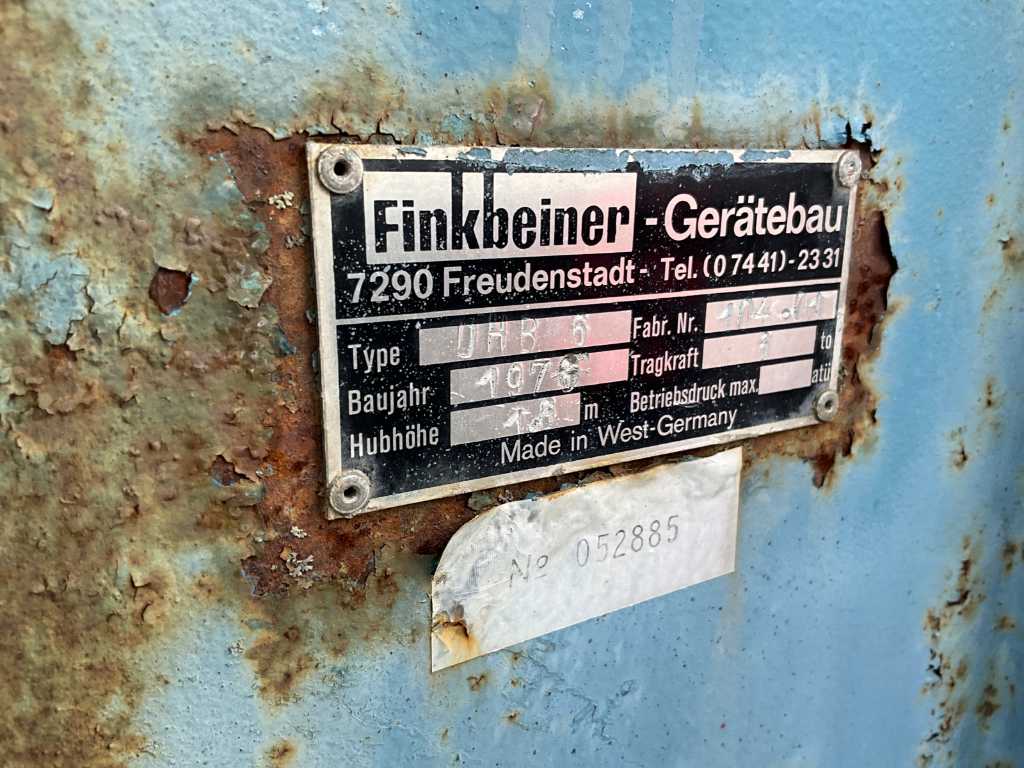 Finkbeiner - Gerätebau
7290 Freudenstadt - Tel. (07441) - 2331
Type Fabr. Nr.
Baujahr Tragkraft 1 to
Hubhöhe m Betriebsdruck max. atü
Made in West-Germany
No 052885